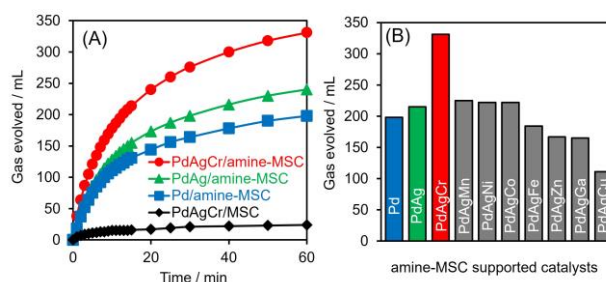 (A)
Gas evolved / mL
350
300
250
200
150
100
50
0
PdAgCr/amine-MSC
PdAg/amine-MSC
Pd/amine-MSC
PdAgCr/MSC
0 20 40 60
Time / min
(B)
Gas evolved / mL
350
300
250
200
150
100
50
0
Pd
PdAg
PdAgCr
PdAgMn
PdAgNi
PdAgCo
PdAgFe
PdAgZn
PdAgGa
PdAgCu
amine-MSC supported catalysts